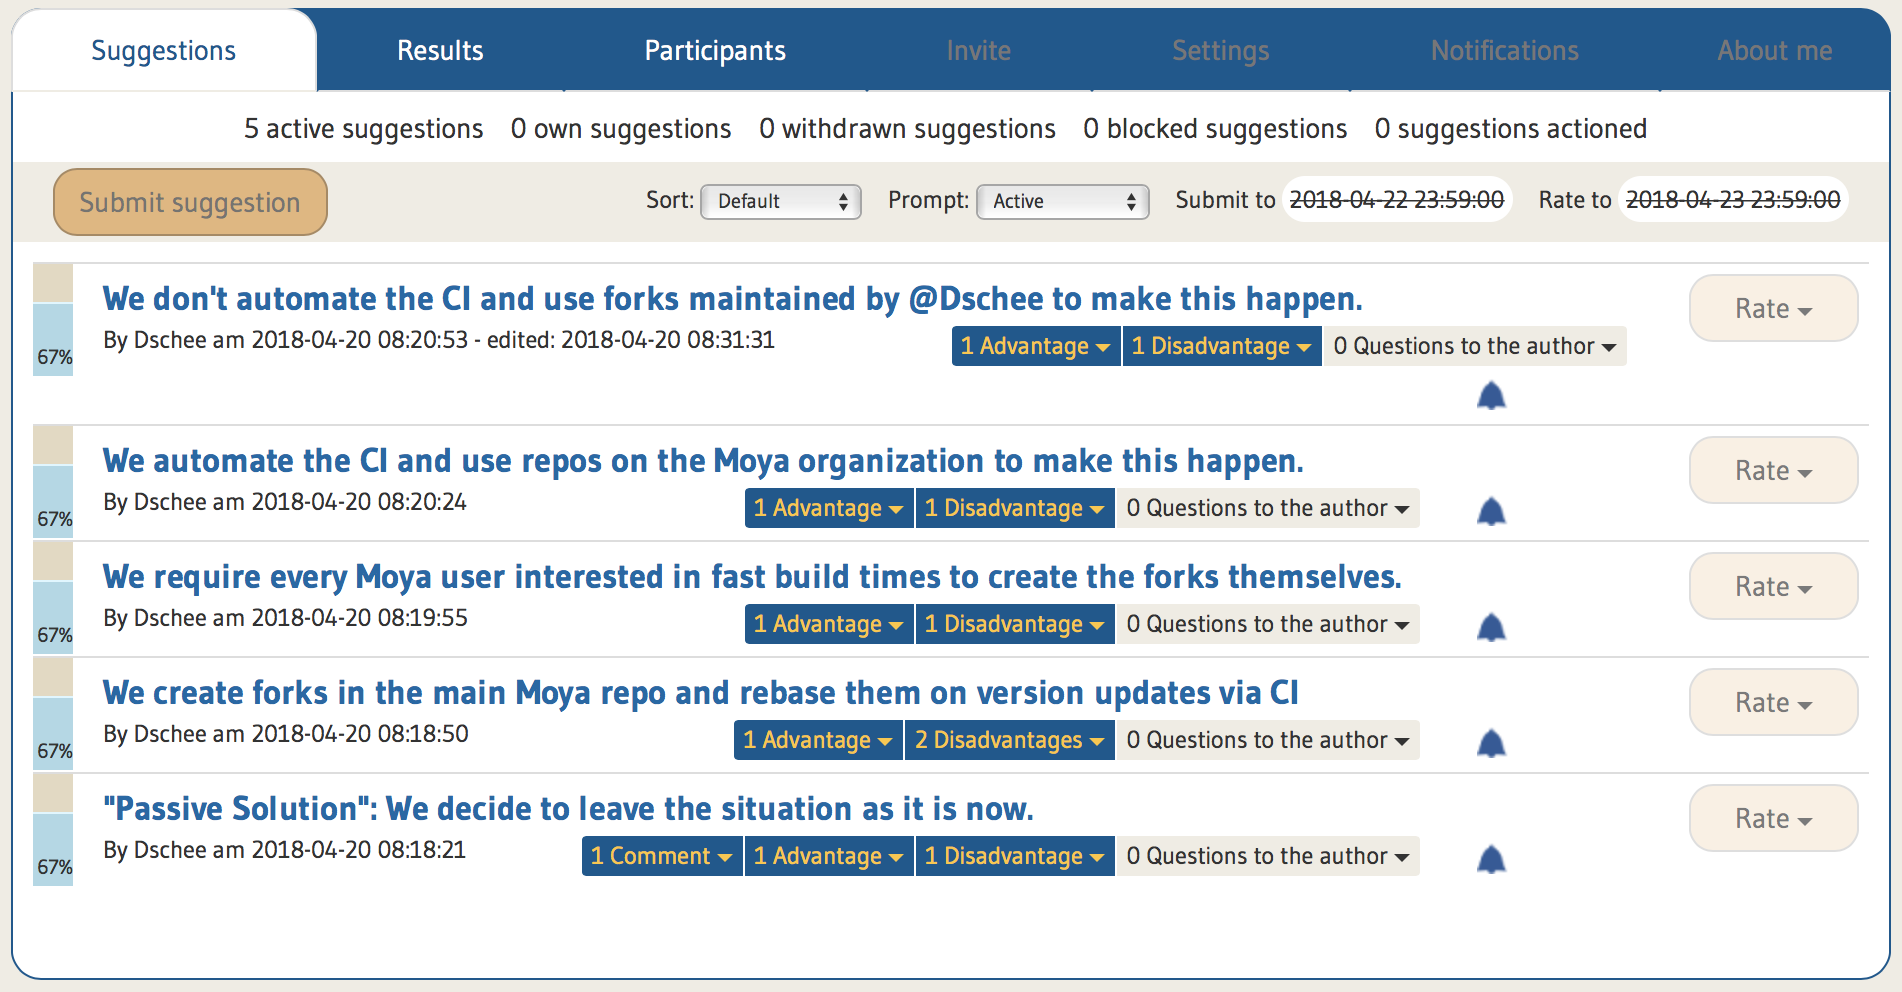 Suggestions Results Participants Invite Settings Notifications About me
5 active suggestions 0 own suggestions 0 withdrawn suggestions 0 blocked suggestions 0 suggestions actioned
Submit suggestion Sort: Default Prompt: Active Submit to 2018-04-22 23:59:00 Rate to 2018-04-23 23:59:00
We don't automate the CI and use forks maintained by @Dschee to make this happen. Rate
67% By Dschee am 2018-04-20 08:20:53 - edited: 2018-04-20 08:31:31 1 Advantage 1 Disadvantage 0 Questions to the author
We automate the CI and use repos on the Moya organization to make this happen. Rate
67% By Dschee am 2018-04-20 08:20:24 1 Advantage 1 Disadvantage 0 Questions to the author
We require every Moya user interested in fast build times to create the forks themselves. Rate
67% By Dschee am 2018-04-20 08:19:55 1 Advantage 1 Disadvantage 0 Questions to the author
We create forks in the main Moya repo and rebase them on version updates via CI Rate
67% By Dschee am 2018-04-20 08:18:50 1 Advantage 2 Disadvantages 0 Questions to the author
"Passive Solution": We decide to leave the situation as it is now. Rate
67% By Dschee am 2018-04-20 08:18:21 1 Comment 1 Advantage 1 Disadvantage 0 Questions to the author